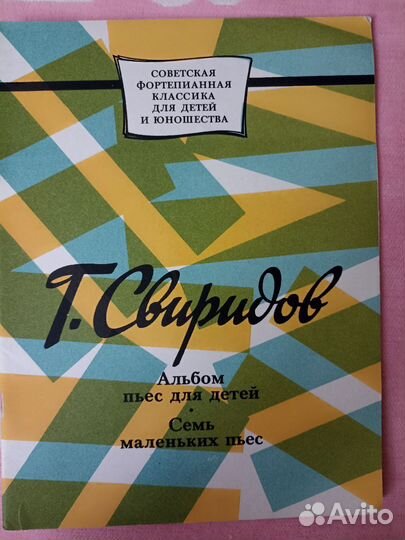 СОВЕТСКАЯ
ФОРТЕПИАННАЯ
КЛАССИКА
ДЛЯ ДЕТЕЙ
И ЮНОШЕСТВА
Г. Свиридов
Альбом
пьес для детей
·
Семь
маленьких пьес
Avito